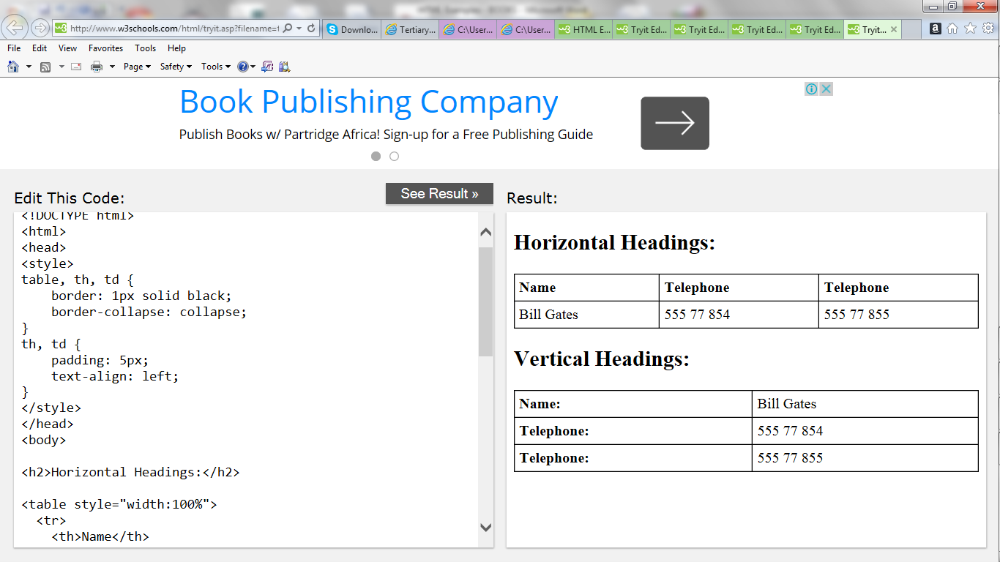 http://www.w3schools.com/html/tryit.asp?filename=t
Downlo...
Tertiary...
C:\User...
C:\User...
HTML E...
Tryit Ed...
Tryit Ed...
Tryit Ed...
Tryit Ed...
Tryit...
File Edit View Favorites Tools Help
Page Safety Tools
Book Publishing Company
Publish Books w/ Partridge Africa! Sign-up for a Free Publishing Guide
Edit This Code:
See Result »
<!DOCTYPE html>
<html>
<head>
<style>
table, th, td {
    border: 1px solid black;
    border-collapse: collapse;
}
th, td {
    padding: 5px;
    text-align: left;
}
</style>
</head>
<body>
<h2>Horizontal Headings:</h2>
<table style="width:100%">
  <tr>
    <th>Name</th>
Result:
Horizontal Headings:
Name Telephone Telephone
Bill Gates 555 77 854 555 77 855
Vertical Headings:
Name: Bill Gates
Telephone: 555 77 854
Telephone: 555 77 855